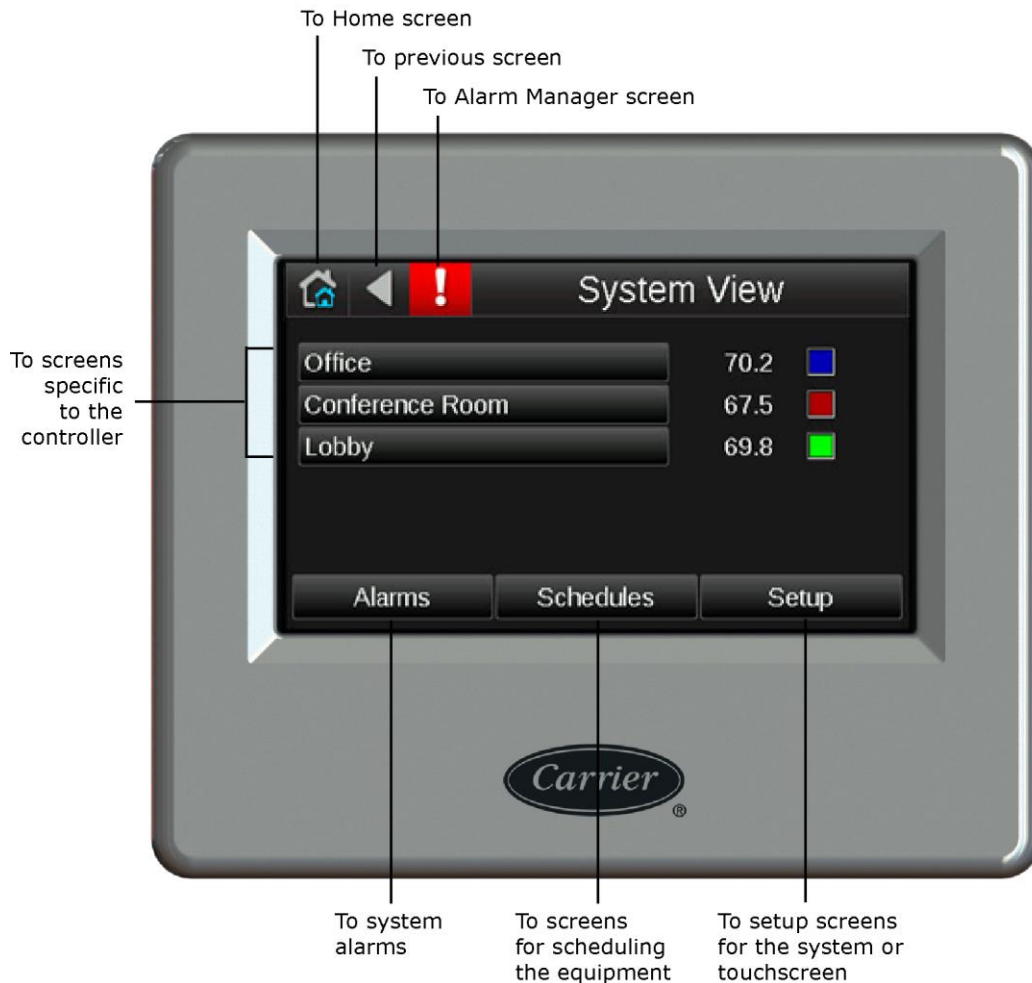 To Home screen
To previous screen
To Alarm Manager screen
!
System View
To screens
specific
to the
controller
Office 70.2
Conference Room 67.5
Lobby 69.8
Alarms Schedules Setup
Carrier
®
To system
alarms
To screens
for scheduling
the equipment
To setup screens
for the system or
touchscreen